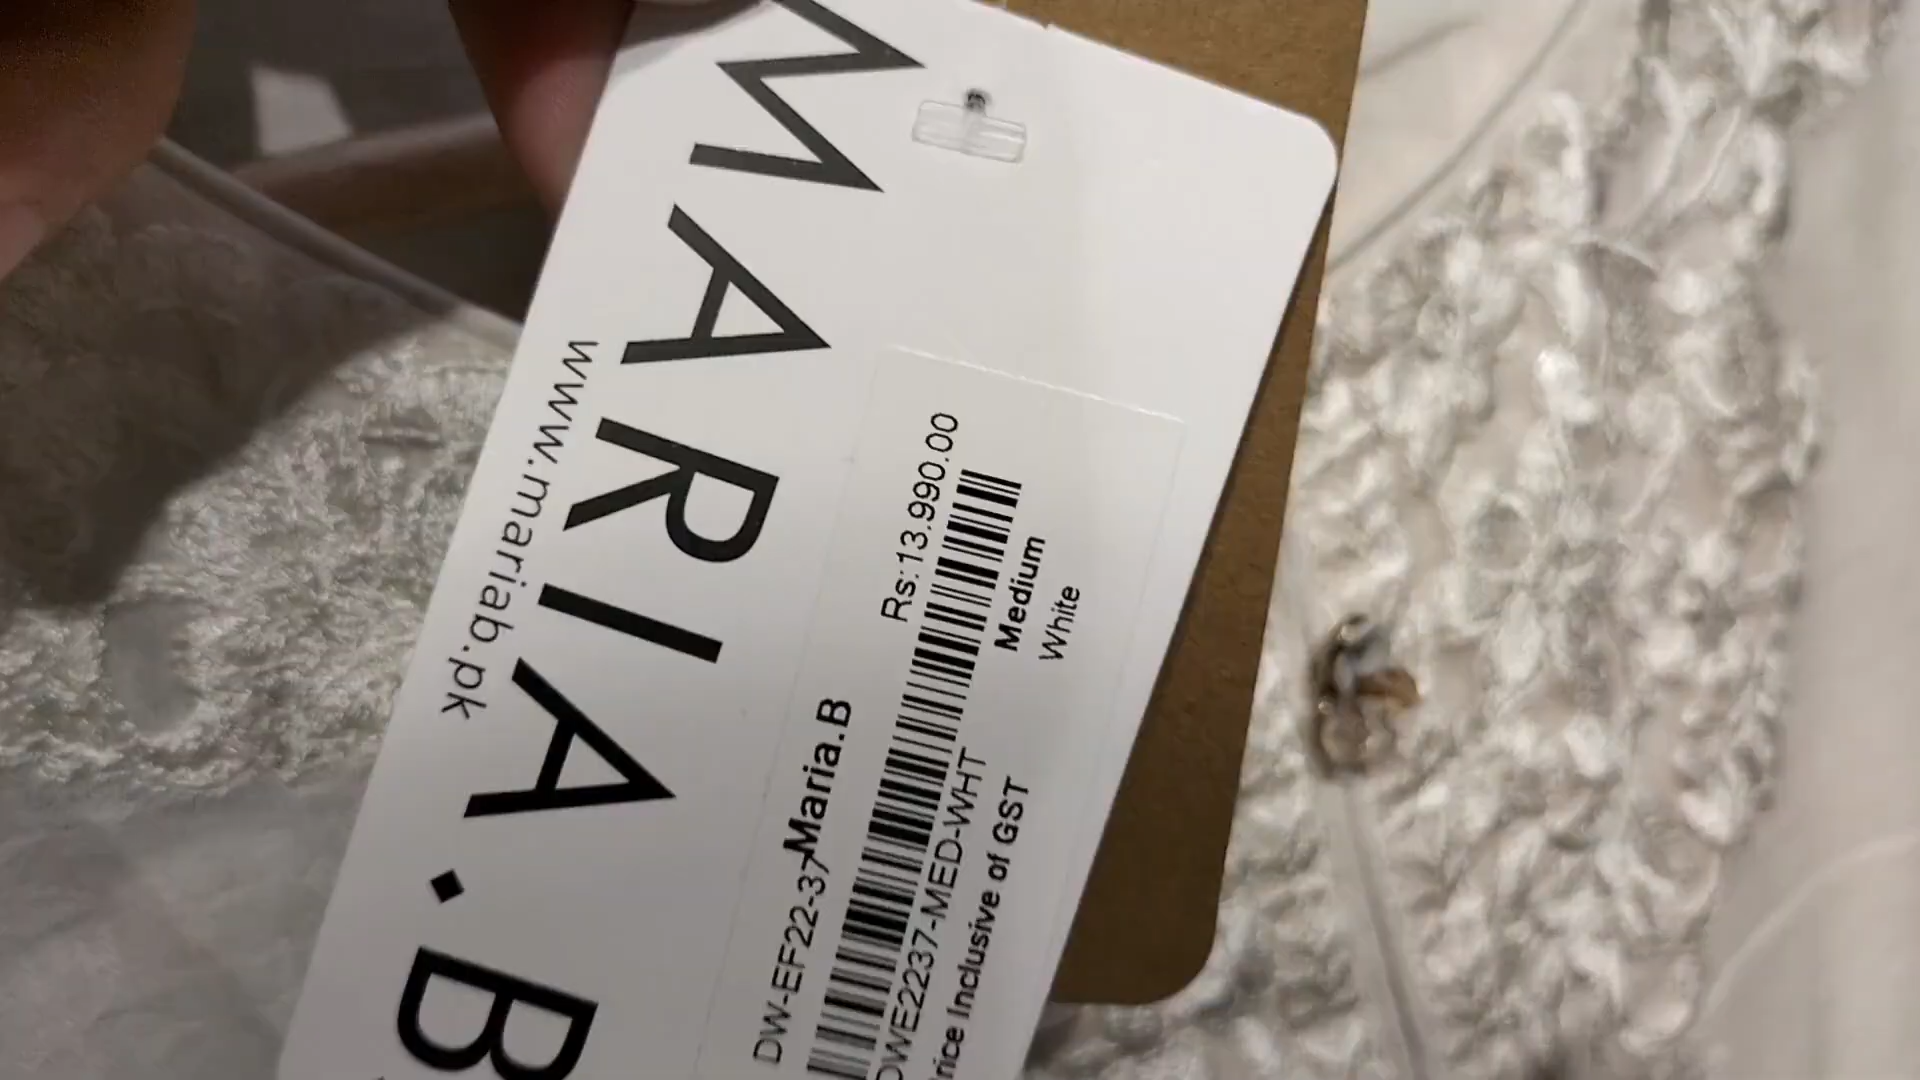 MARIA.B
www.mariab.pk
Maria.B
DW-EF22-37
Rs:13,990.00
DWE2237-MED-WHT
Medium
rice Inclusive of GST
White